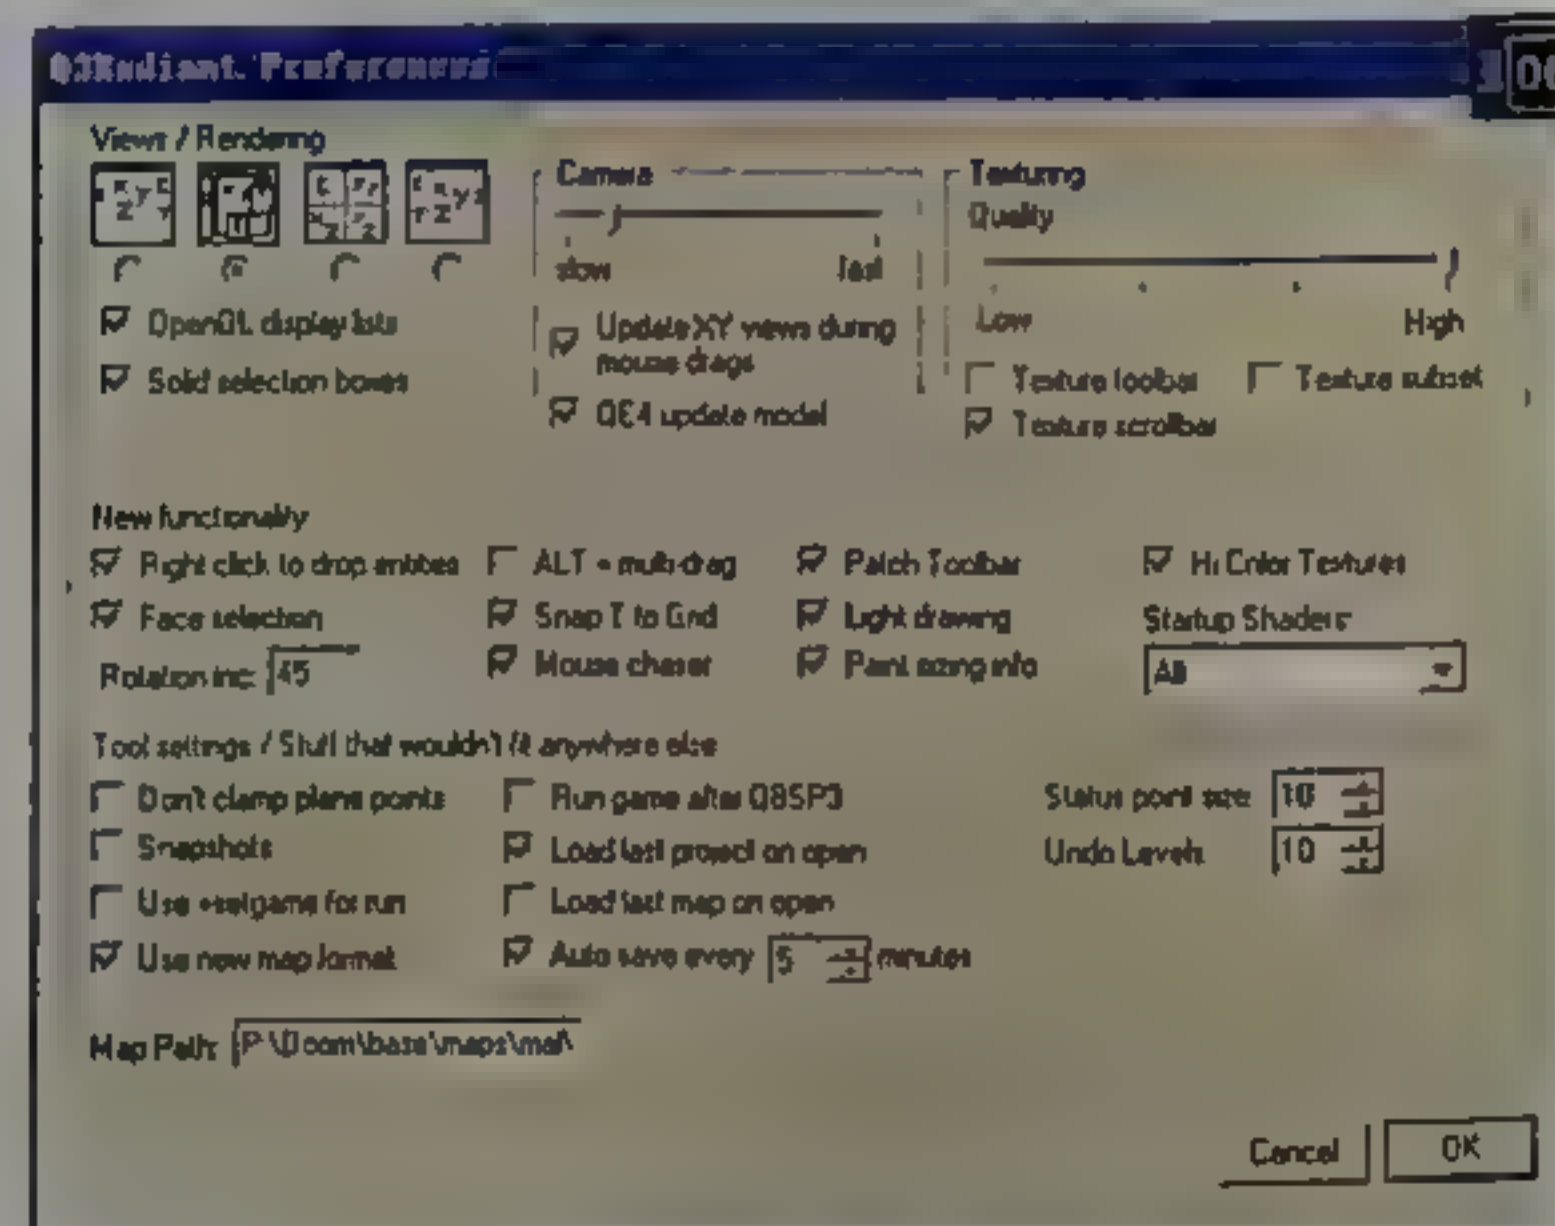 Q3Radiant Preferences
Views / Rendering
Camera
slow fast
Texturing
Quality
Low High
OpenGL display lists
Solid selection boxes
Update XY views during
mouse drags
QE4 update model
Texture toolbar Texture subset
Texture scrollbar
New functionality
Right click to drop entities ALT + multi-drag Patch Toolbar Hi Color Textures
Face selection Snap T to Grid Light drawing Startup Shaders:
Rotation inc: 45 Mouse chaser Paint sizing info All
Tool settings / Stuff that wouldn't fit anywhere else
Don't clamp plane points Run game after QBSP3 Status point size: 10
Snapshots Load last project on open Undo Levels: 10
Use +setgame for run Load last map on open
Use new map format Auto save every 5 minutes
Map Path: P:\Doom\base\maps\mal\
Cancel OK